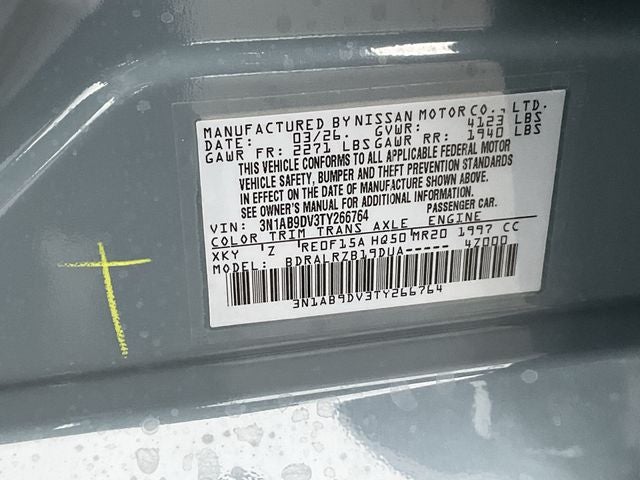 MANUFACTURED BY NISSAN MOTOR CO., LTD.
DATE: 03/26. GVWR: 4123 LBS
GAWR FR: 2271 LBS GAWR RR: 1940 LBS
THIS VEHICLE CONFORMS TO ALL APPLICABLE FEDERAL MOTOR
VEHICLE SAFETY, BUMPER AND THEFT PREVENTION STANDARDS
IN EFFECT ON THE DATE OF MANUFACTURE SHOWN ABOVE.
SEE OWNER'S MANUAL FOR ADDITIONAL INFORMATION.
VIN: 3N1AB9DV3TY266764 PASSENGER CAR.
COLOR TRIM TRANS AXLE ENGINE
XKY Z RE0F15A HQ50 MR20 1997 CC
MODEL: BDRALRZB19DUA----- 4Z000
3N1AB9DV3TY266764